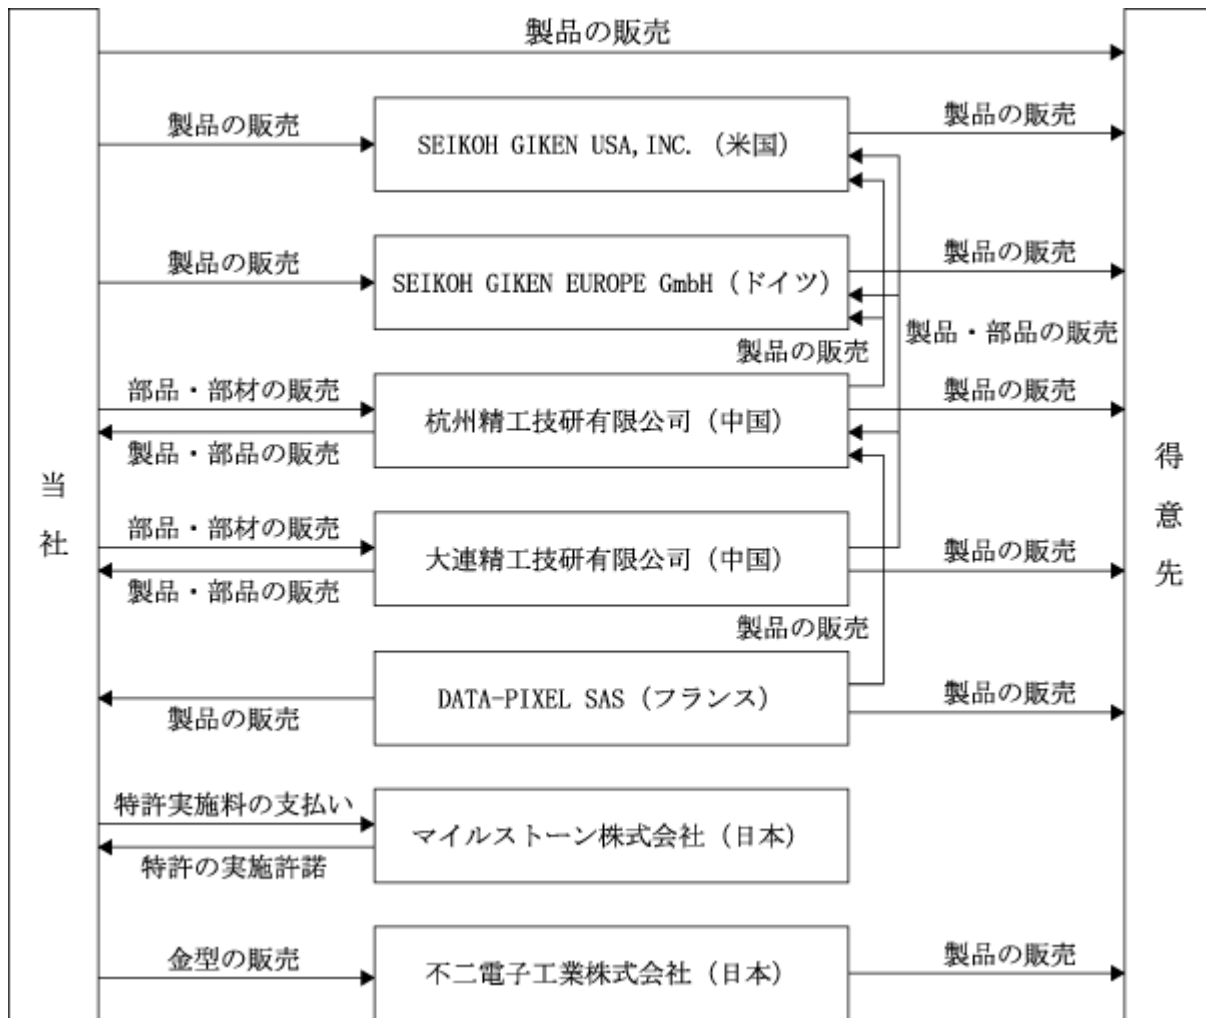 製品の販売
製品の販売
SEIKOH GIKEN USA,INC.（米国）
製品の販売
製品の販売
SEIKOH GIKEN EUROPE GmbH（ドイツ）
製品の販売
製品・部品の販売
製品の販売
部品・部材の販売
杭州精工技研有限公司（中国）
製品の販売
製品・部品の販売
当社
得意先
部品・部材の販売
大連精工技研有限公司（中国）
製品の販売
製品・部品の販売
製品の販売
DATA-PIXEL SAS（フランス）
製品の販売
製品の販売
特許実施料の支払い
マイルストーン株式会社（日本）
特許の実施許諾
金型の販売
不二電子工業株式会社（日本）
製品の販売